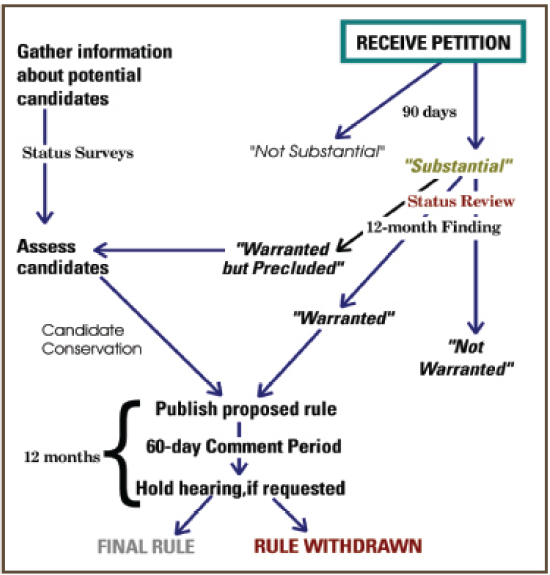 RECEIVE PETITION
Gather information
about potential
candidates
90 days
Status Surveys
"Not Substantial"
"Substantial"
Status Review
12-month Finding
Assess
candidates
"Warranted
but Precluded"
"Warranted"
Candidate
Conservation
"Not
Warranted"
Publish proposed rule
60-day Comment Period
12 months
Hold hearing,if requested
FINAL RULE
RULE WITHDRAWN